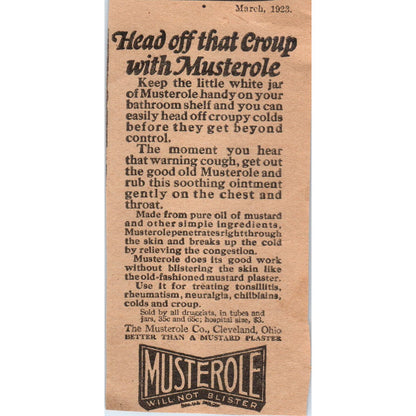 March, 1923.
Head off that Croup
with Musterole
Keep the little white jar
of Musterole handy on your
bathroom shelf and you can
easily head off croupy colds
before they get beyond
control.
The moment you hear
that warning cough, get out
the good old Musterole and
rub this soothing ointment
gently on the chest and
throat.
Made from pure oil of mustard
and other simple ingredients,
Musterole penetrates right through
the skin and breaks up the cold
by relieving the congestion.
Musterole does its good work
without blistering the skin like
the old-fashioned mustard plaster.
Use it for treating tonsillitis,
rheumatism, neuralgia, chilblains,
colds and croup.
Sold by all druggists, in tubes and
jars, 35c and 65c; hospital size, $3.
The Musterole Co., Cleveland, Ohio
BETTER THAN A MUSTARD PLASTER
MUSTEROLE
WILL NOT BLISTER